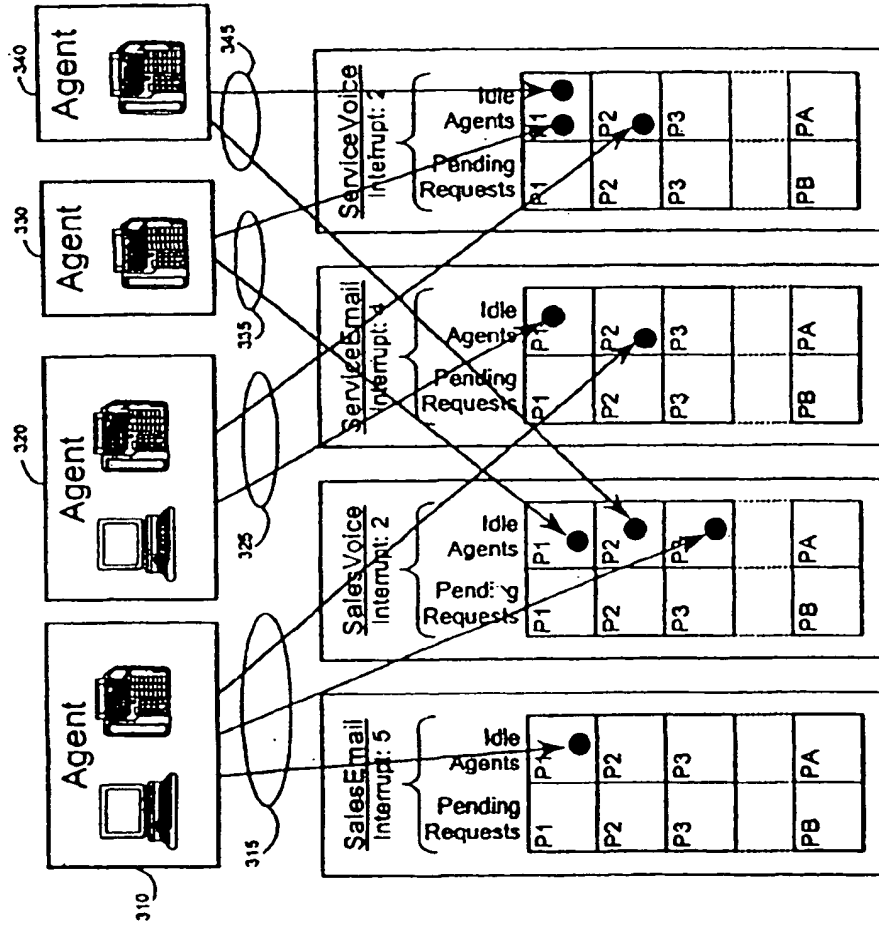 310
Agent
320
Agent
330
Agent
340
Agent
315
325
335
345
SalesEmail
Interrupt: 5
Pending
Requests
Idle
Agents
P1
P1
P2
P2
P3
P3
PB
PA
SalesVoice
Interrupt: 2
Pending
Requests
Idle
Agents
P1
P1
P2
P2
P3
P3
PB
PA
ServiceEmail
Interrupt: 4
Pending
Requests
Idle
Agents
P1
P1
P2
P2
P3
P3
PB
PA
ServiceVoice
Interrupt: 2
Pending
Requests
Idle
Agents
P1
P1
P2
P2
P3
P3
PB
PA